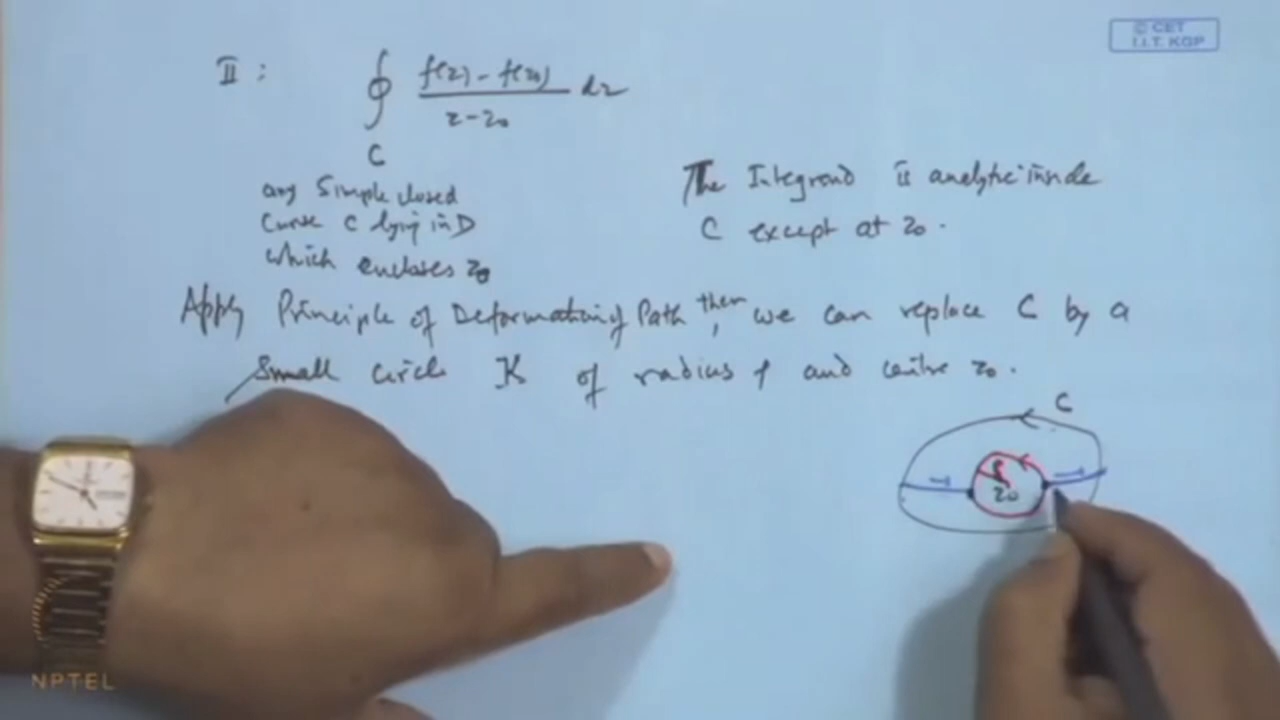 © CET
I.I.T. KGP
II : ∮ f(z) - f(z0) dz
z - z0
C
any Simple closed
Curve C lying in D
which encloses z0
The Integrand is analytic inside
C except at z0.
Apply Principle of Deformation of Path, then we can replace C by a
Small circle K of radius ρ and centre z0.
C
ρ
z0
NPTEL